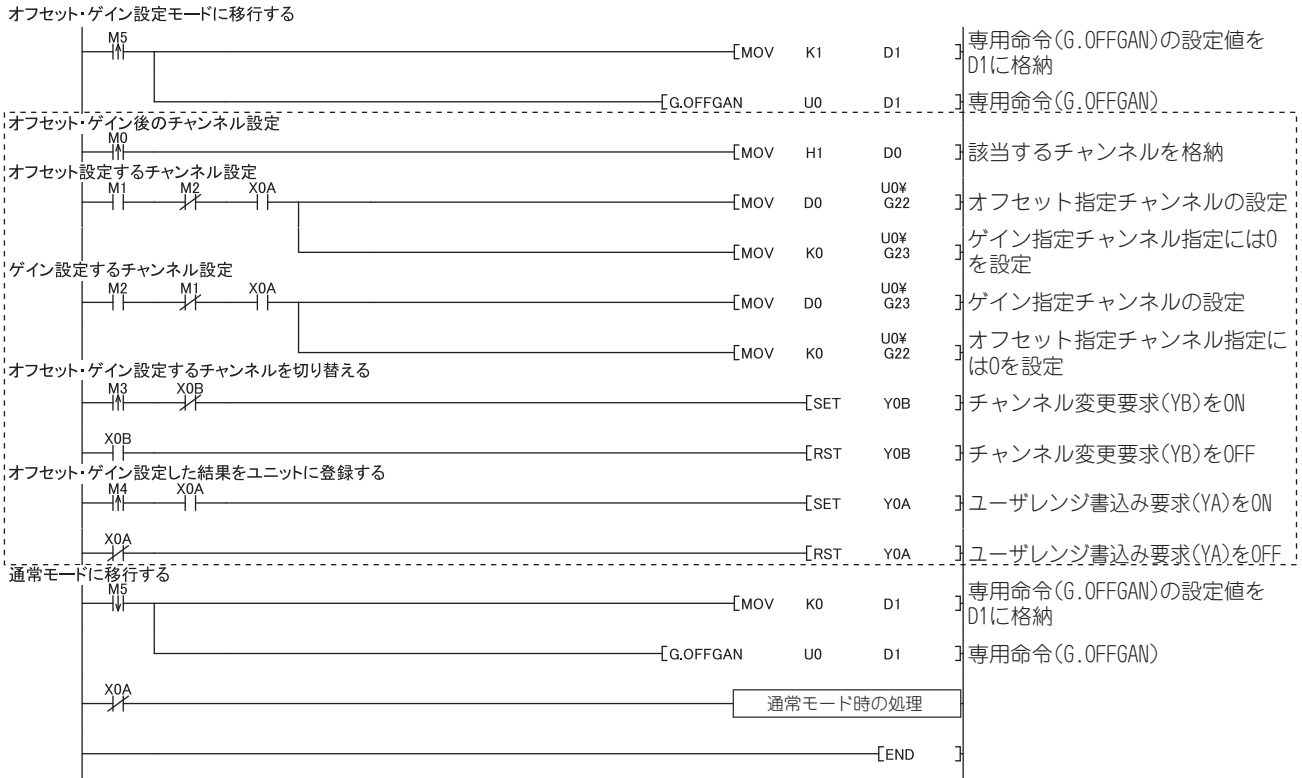 オフセット・ゲイン設定モードに移行する
M5
MOV K1 D1 専用命令(G.OFFGAN)の設定値を
D1に格納
G.OFFGAN U0 D1 専用命令(G.OFFGAN)
オフセット・ゲイン後のチャンネル設定
M0
MOV H1 D0 該当するチャンネルを格納
オフセット設定するチャンネル設定
M1 M2 X0A
MOV D0 U0¥ オフセット指定チャンネルの設定
G22
MOV K0 U0¥ ゲイン指定チャンネル指定には0
G23 を設定
ゲイン設定するチャンネル設定
M2 M1 X0A
MOV D0 U0¥ ゲイン指定チャンネルの設定
G23
MOV K0 U0¥ オフセット指定チャンネル指定に
G22 は0を設定
オフセット・ゲイン設定するチャンネルを切り替える
M3 X0B
SET Y0B チャンネル変更要求(YB)をON
X0B
RST Y0B チャンネル変更要求(YB)をOFF
オフセット・ゲイン設定した結果をユニットに登録する
M4 X0A
SET Y0A ユーザレンジ書込み要求(YA)をON
X0A
RST Y0A ユーザレンジ書込み要求(YA)をOFF
通常モードに移行する
M5
MOV K0 D1 専用命令(G.OFFGAN)の設定値を
D1に格納
G.OFFGAN U0 D1 専用命令(G.OFFGAN)
X0A
通常モード時の処理
END